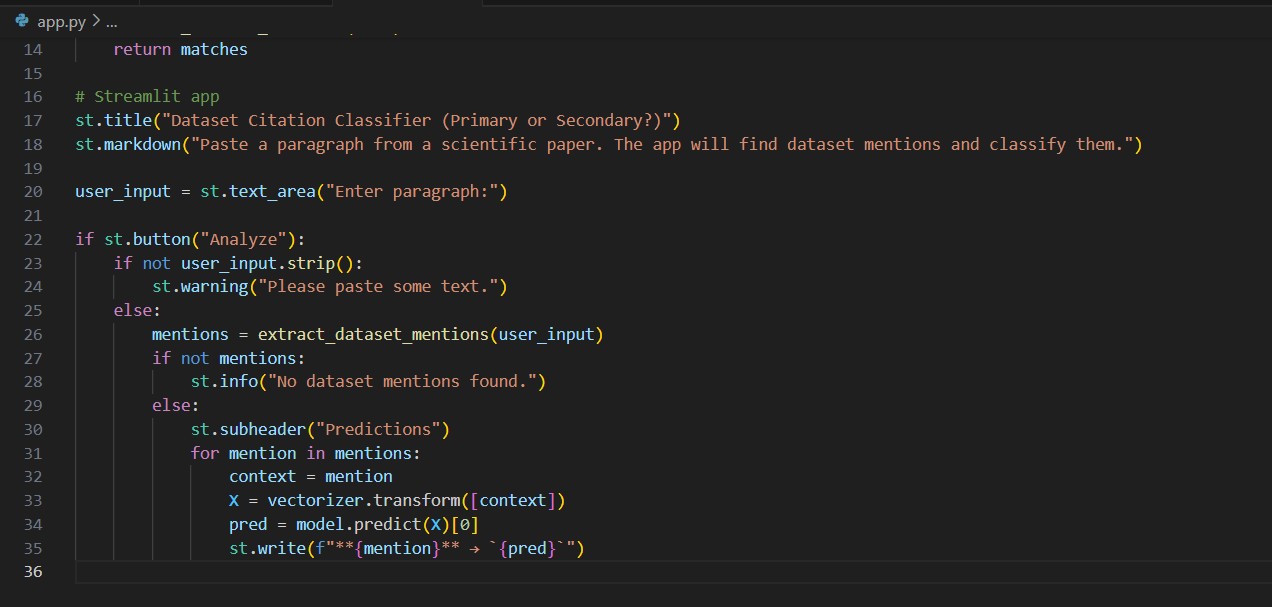 app.py > ...
14 return matches
15
16 # Streamlit app
17 st.title("Dataset Citation Classifier (Primary or Secondary?)")
18 st.markdown("Paste a paragraph from a scientific paper. The app will find dataset mentions and classify them.")
19
20 user_input = st.text_area("Enter paragraph:")
21
22 if st.button("Analyze"):
23     if not user_input.strip():
24         st.warning("Please paste some text.")
25     else:
26         mentions = extract_dataset_mentions(user_input)
27         if not mentions:
28             st.info("No dataset mentions found.")
29         else:
30             st.subheader("Predictions")
31             for mention in mentions:
32                 context = mention
33                 X = vectorizer.transform([context])
34                 pred = model.predict(X)[0]
35                 st.write(f"**{mention}** → `{pred}`")
36